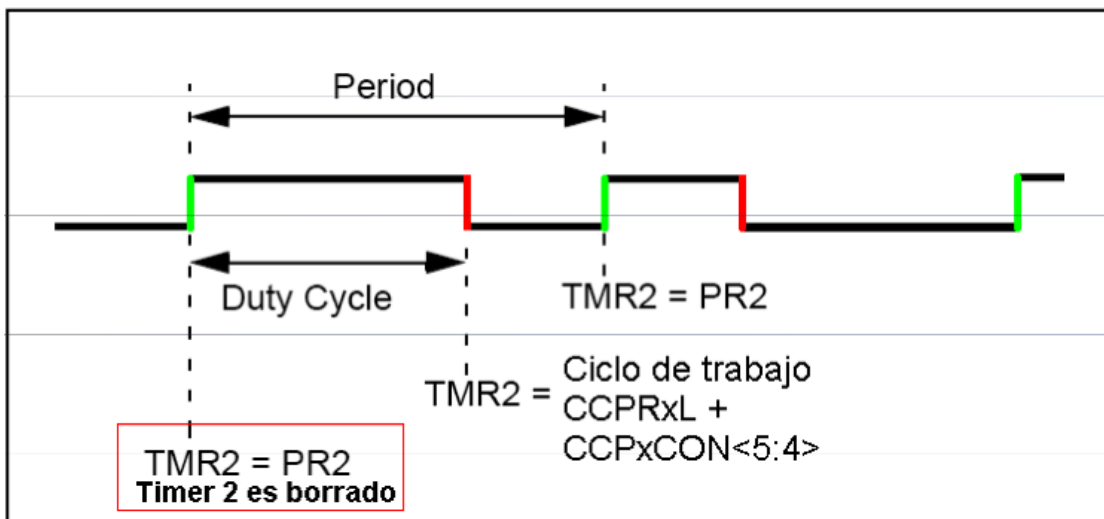 Period
Duty Cycle
TMR2 = PR2
TMR2 =
Ciclo de trabajo
CCPRxL +
CCPxCON<5:4>
TMR2 = PR2
Timer 2 es borrado